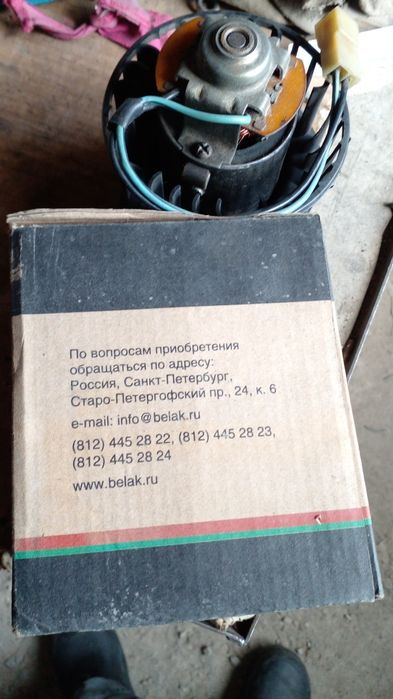 По вопросам приобретения
обращаться по адресу:
Россия, Санкт-Петербург,
Старо-Петергофский пр., 24, к. 6
e-mail: info@belak.ru
(812) 445 28 22, (812) 445 28 23,
(812) 445 28 24
www.belak.ru